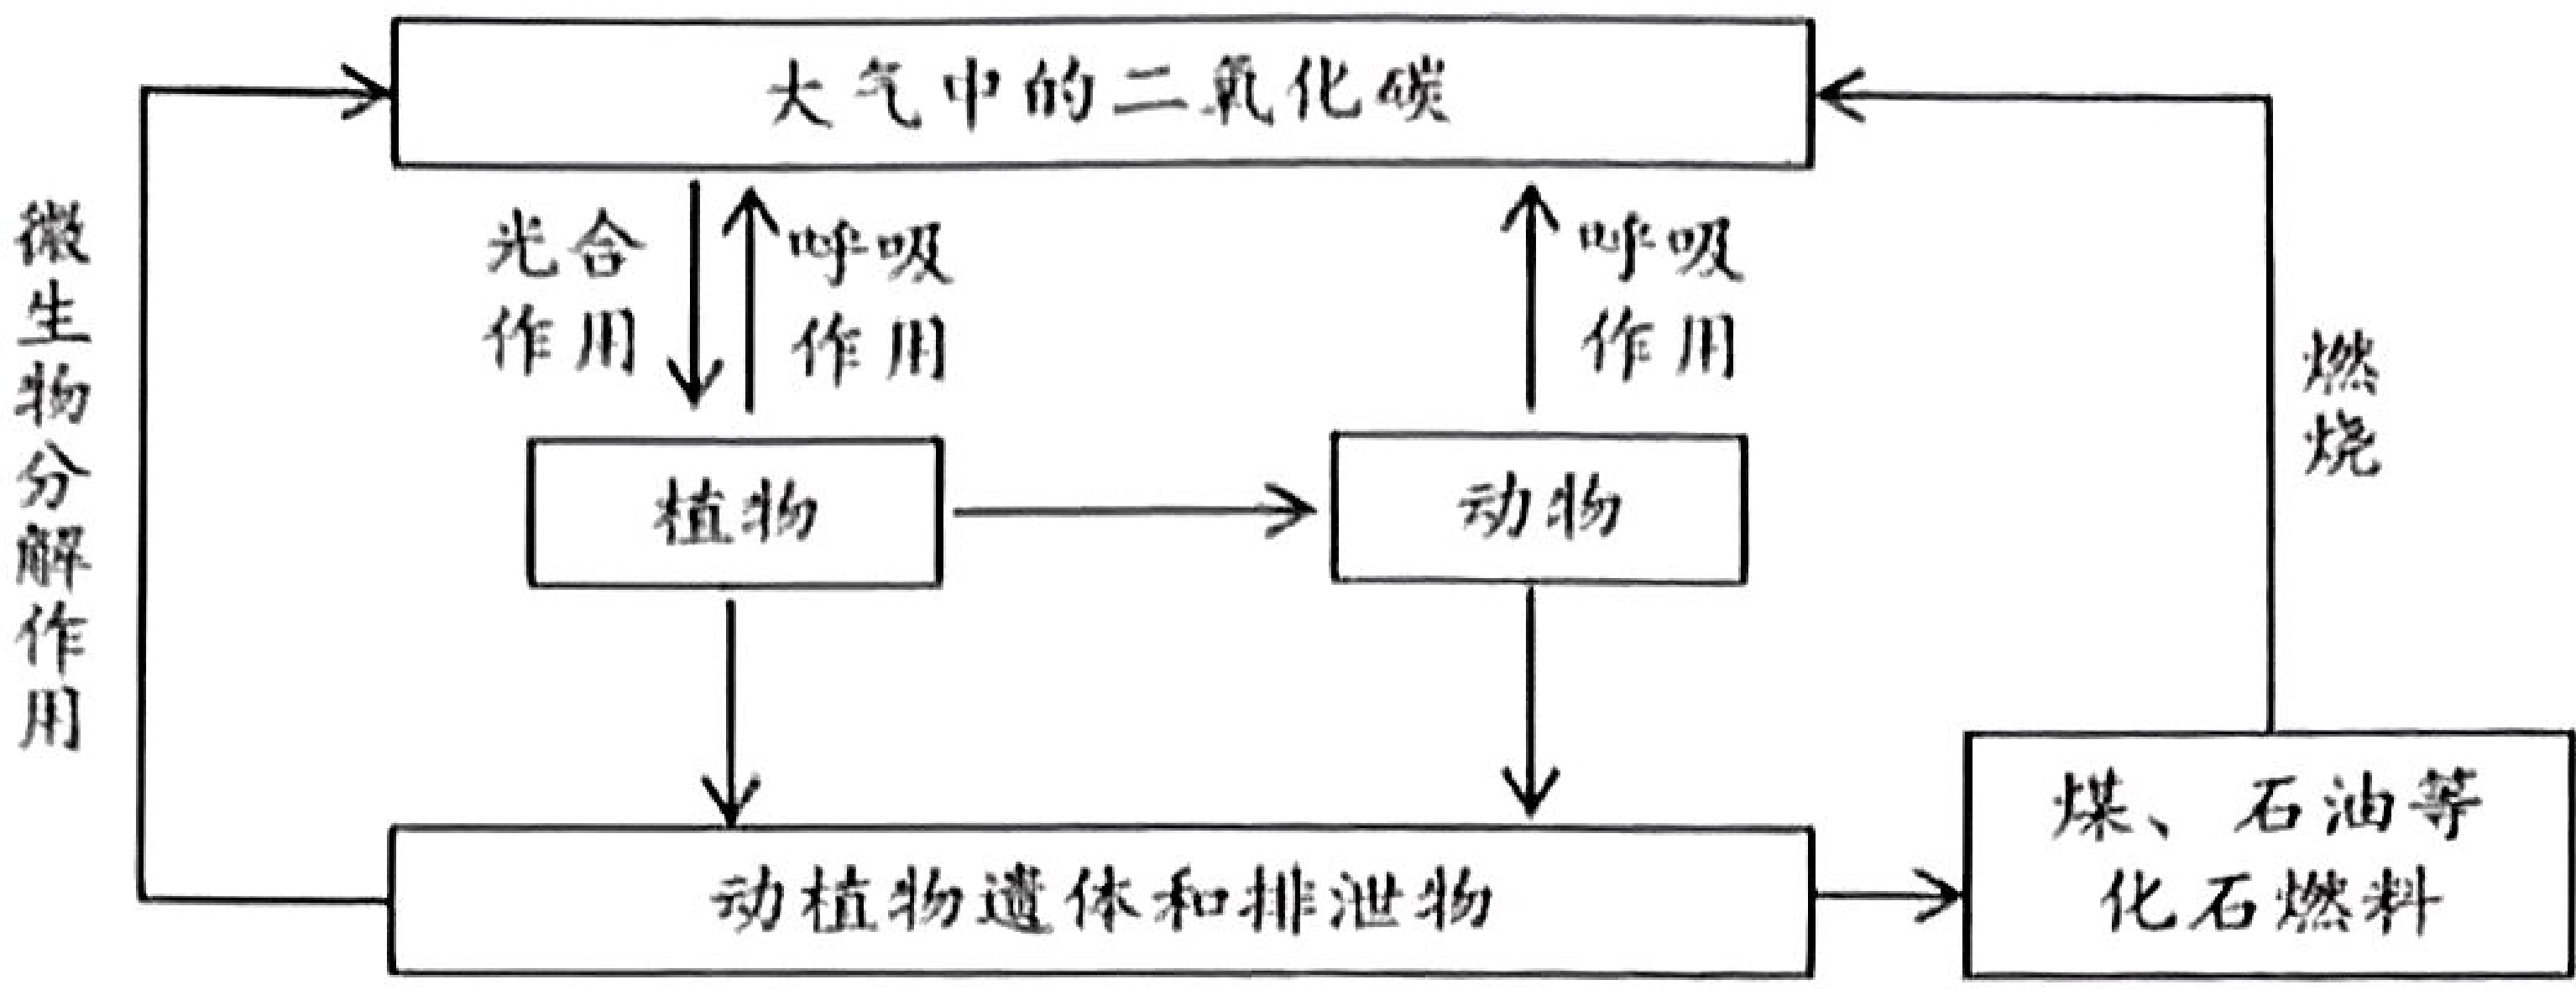 大气中的二氧化碳
微生物分解作用
光合
作用
呼吸
作用
呼吸
作用
燃烧
植物
动物
动植物遗体和排泄物
煤、石油等
化石燃料